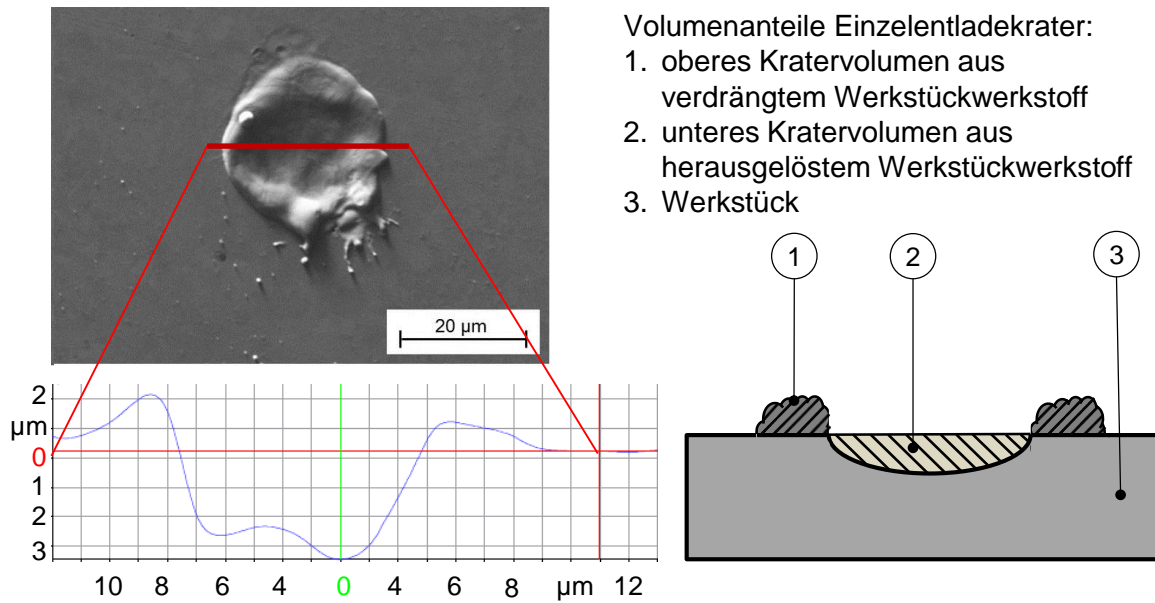 Volumenanteile Einzelentladekrater:
1. oberes Kratervolumen aus
verdrängtem Werkstückwerkstoff
2. unteres Kratervolumen aus
herausgelöstem Werkstückwerkstoff
3. Werkstück
20 µm
1 2 3
2
µm
0
1
2
3
10 8 6 4 0 4 6 8 µm 12